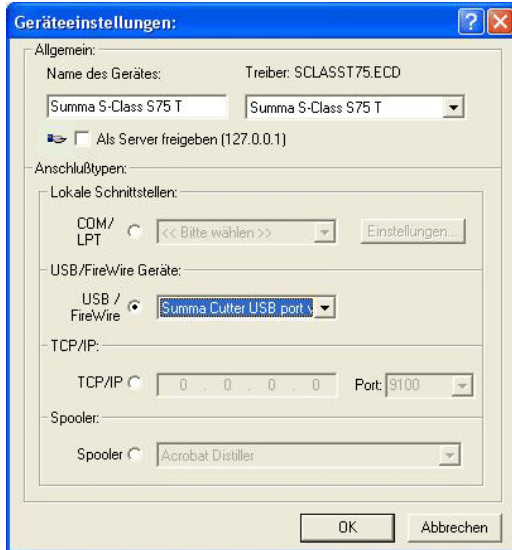 Geräteeinstellungen:
Allgemein:
Name des Gerätes: Treiber: SCLASST75.ECD
Summa S-Class S75 T Summa S-Class S75 T
Als Server freigeben (127.0.0.1)
Anschlußtypen:
Lokale Schnittstellen:
COM/
LPT << Bitte wählen >> Einstellungen...
USB/FireWire Geräte:
USB /
FireWire Summa Cutter USB port
TCP/IP:
TCP/IP 0 . 0 . 0 . 0 Port: 9100
Spooler:
Spooler Acrobat Distiller
OK Abbrechen